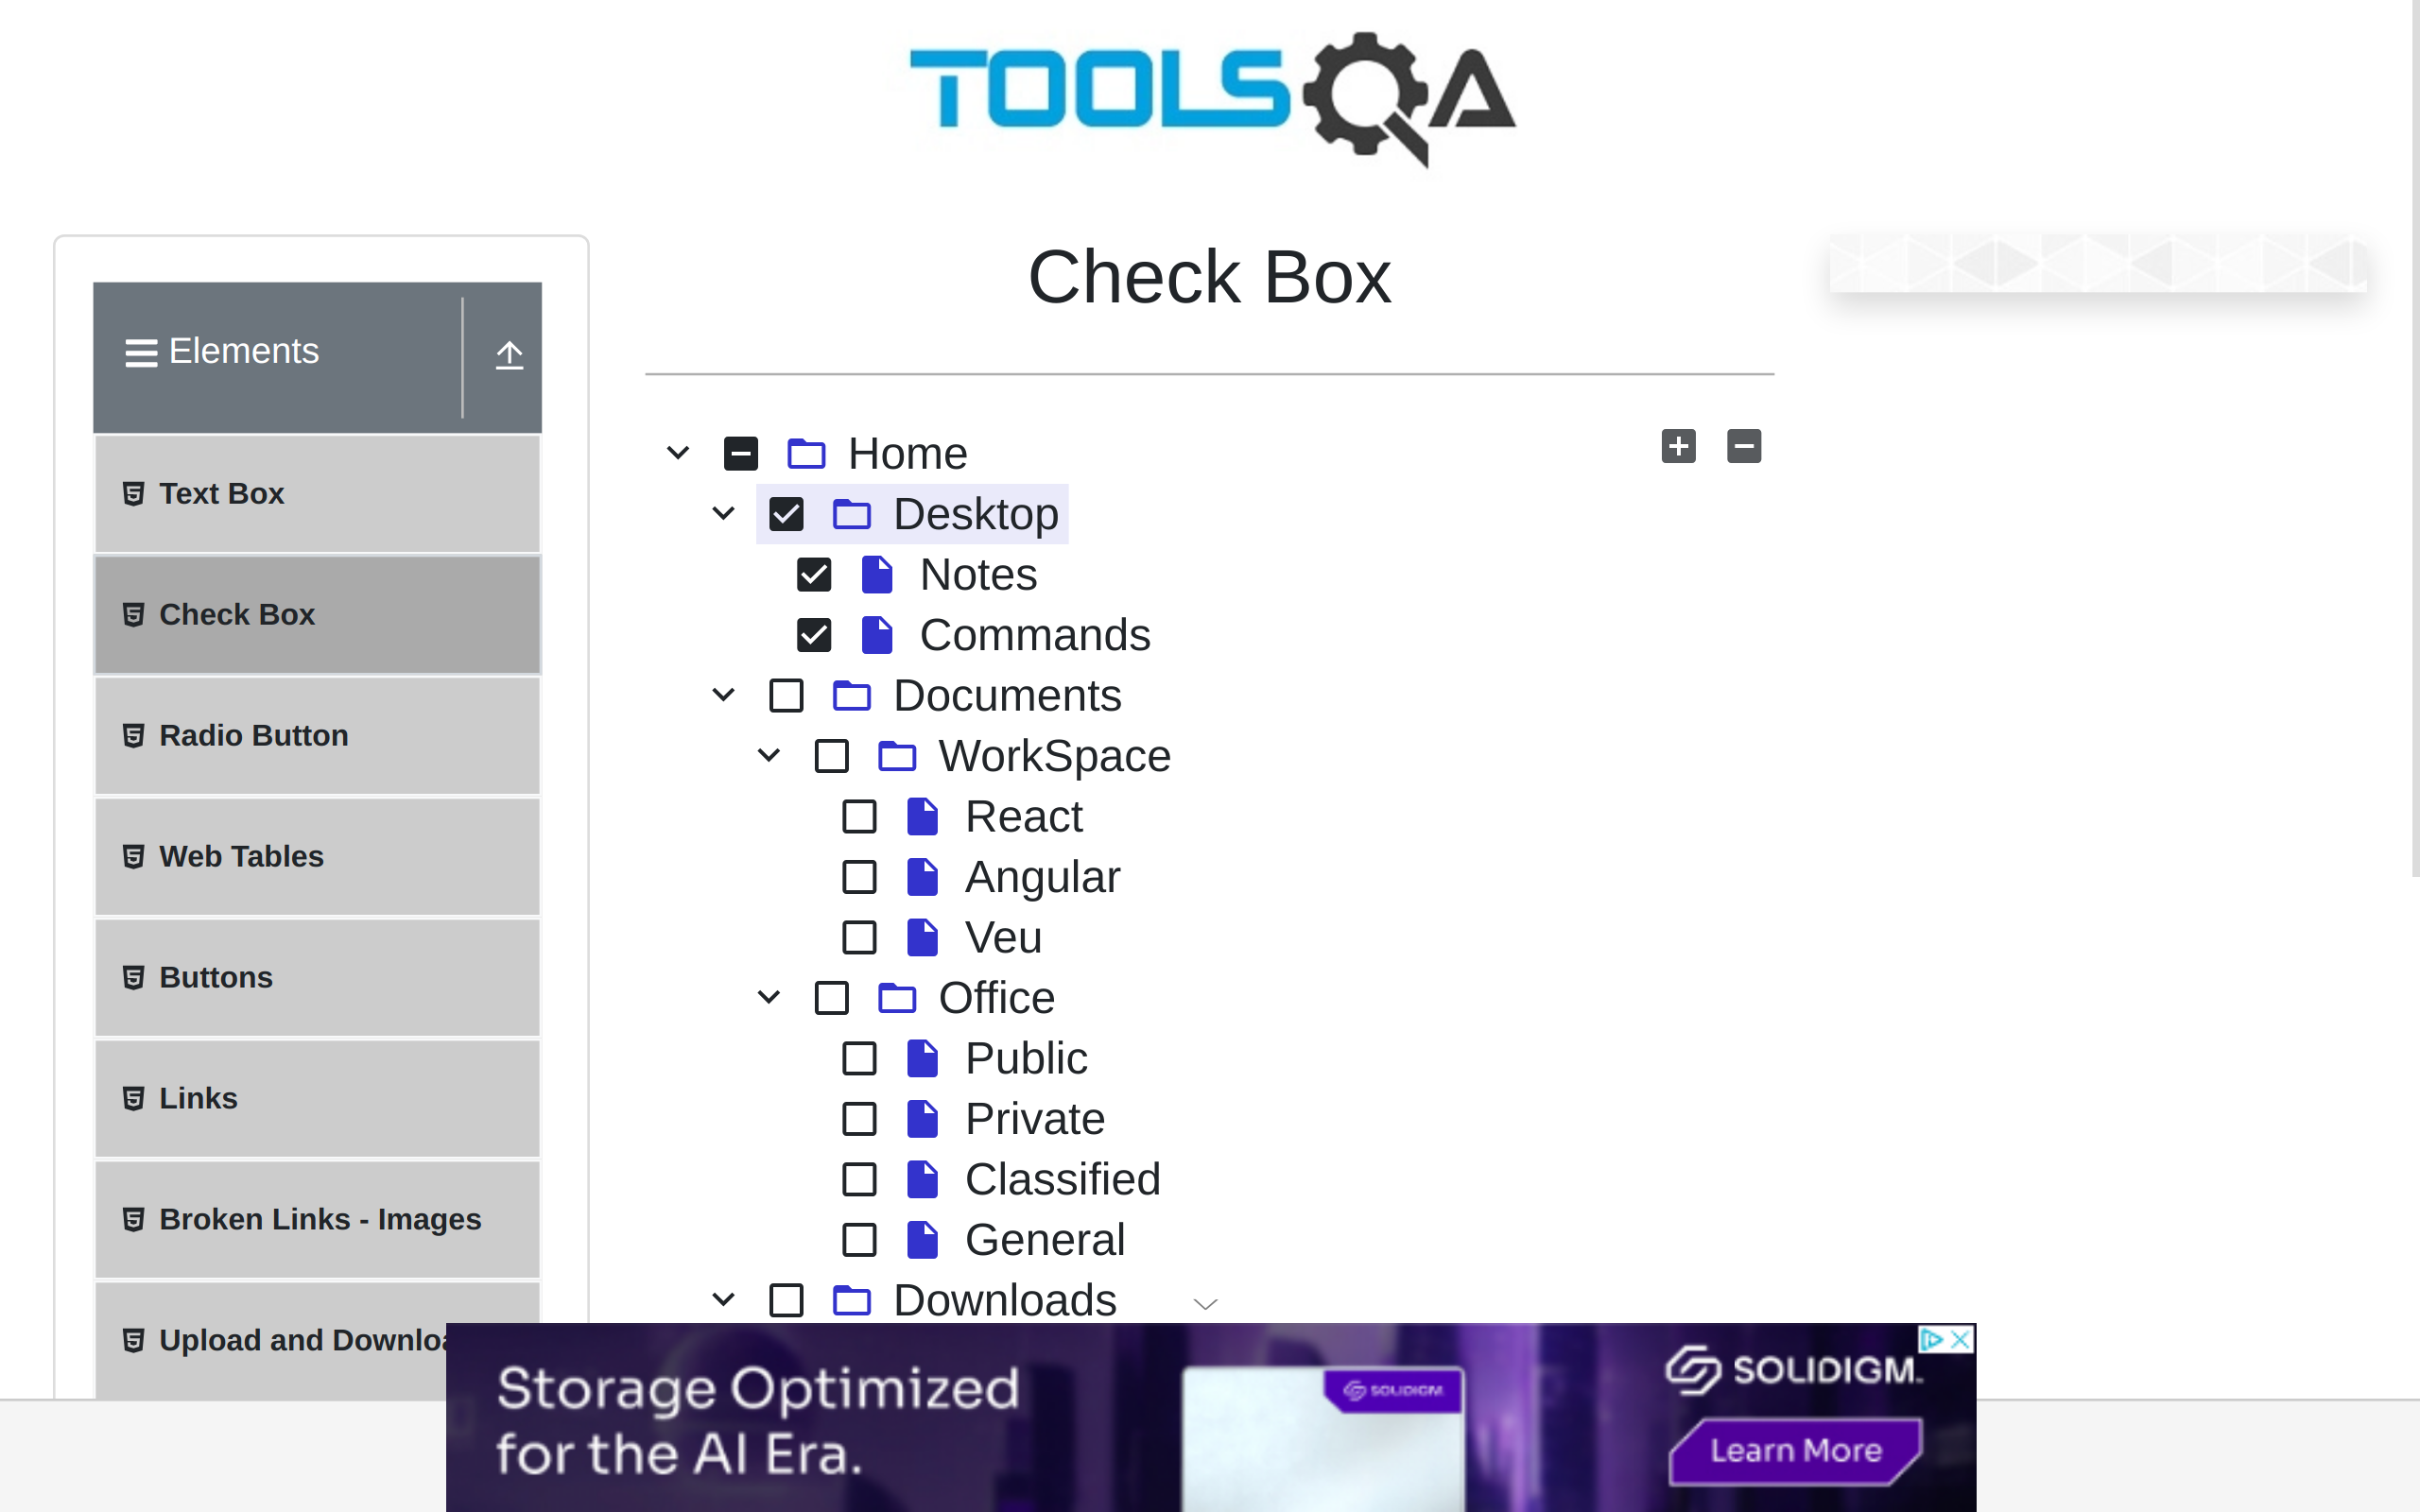 TOOLSQA
Check Box
Elements
Text Box
Check Box
Radio Button
Web Tables
Buttons
Links
Broken Links - Images
Upload and Downloa
Home
Desktop
Notes
Commands
Documents
WorkSpace
React
Angular
Veu
Office
Public
Private
Classified
General
Downloads
Storage Optimized
for the AI Era.
SOLIDIGM
SOLIDIGM.
Learn More